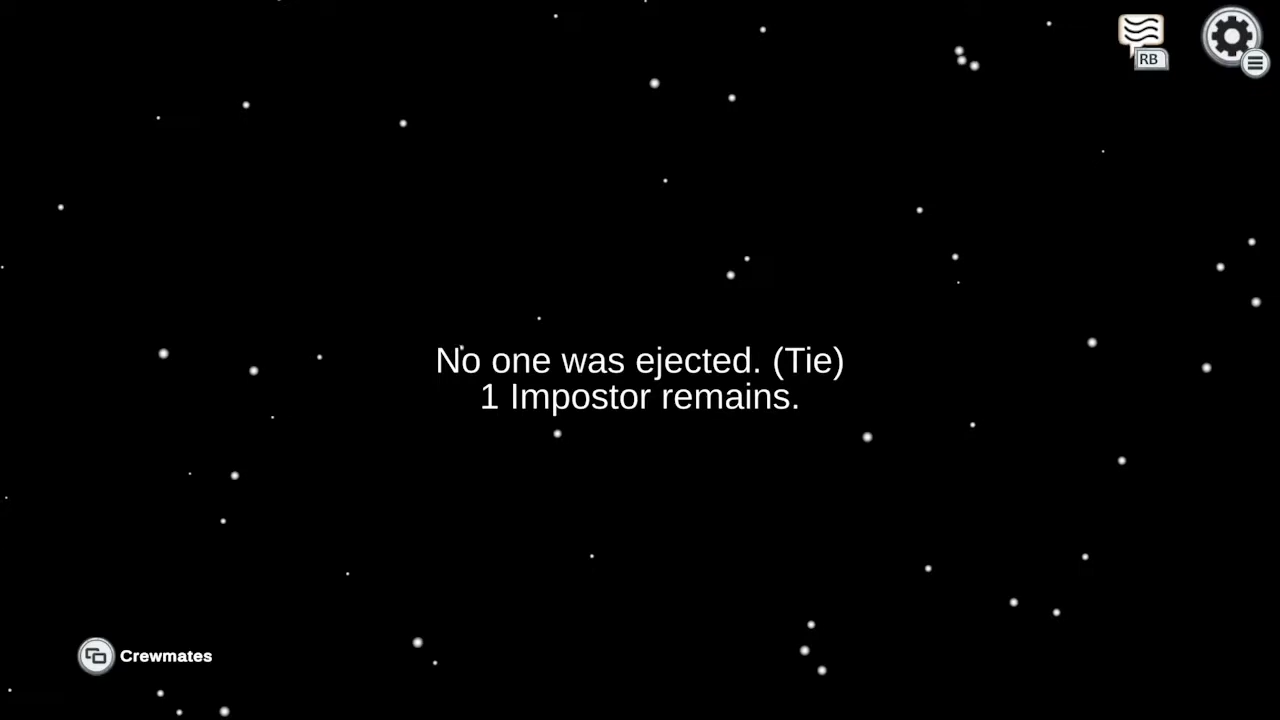 RB
No one was ejected. (Tie)
1 Impostor remains.
Crewmates